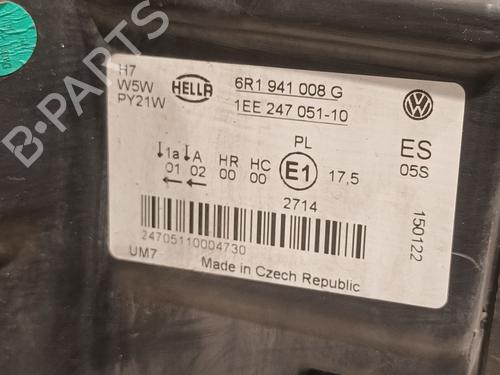 H7
W5W
PY21W
HELLA
6R1 941 008 G
1EE 247 051-10
VW
PL
ES
05S
1a A HR HC E1 17,5
01 02 00 00
2714
150122
24705110004730
UM7
Made in Czech Republic
B-PARTS